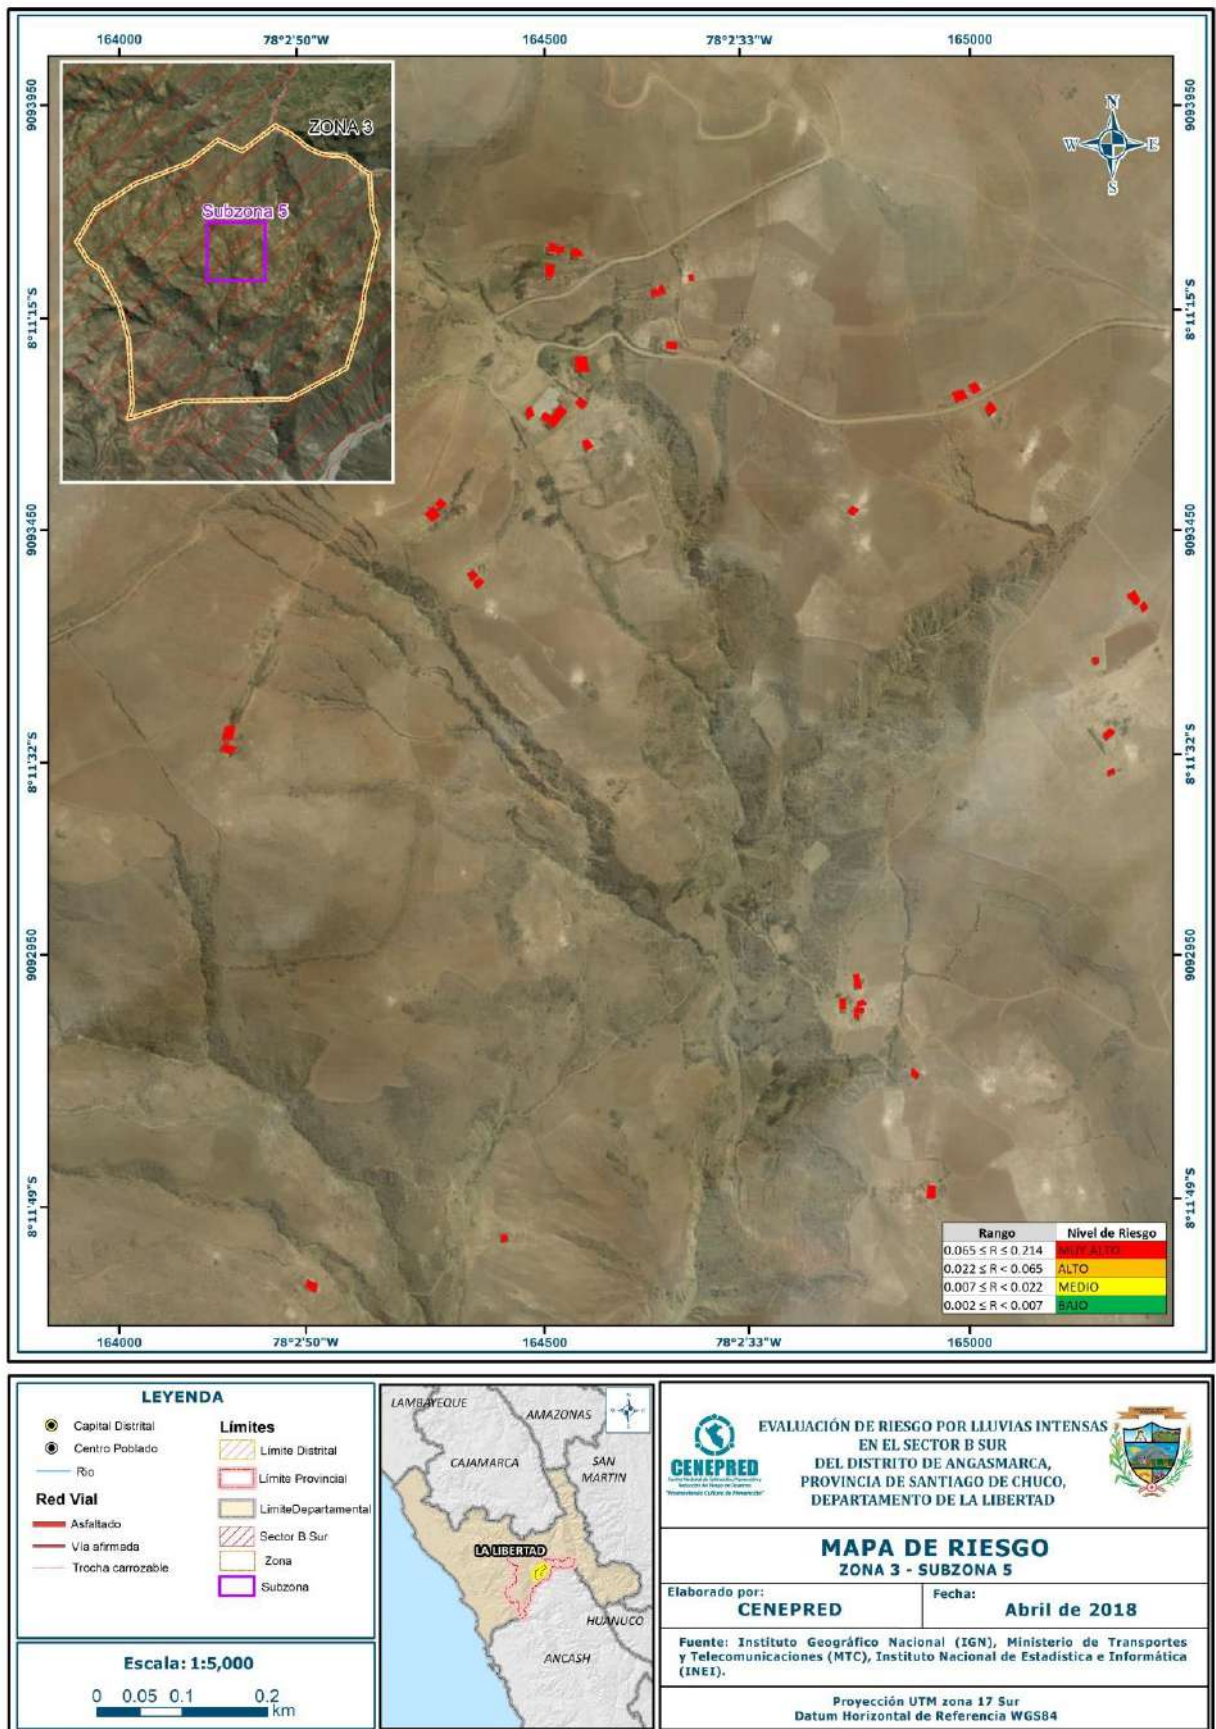 164000
78°2'50"W
164500
78°2'33"W
165000
9093950
8°11'15"S
9093450
8°11'32"S
9092950
8°11'49"S
9093950
8°11'15"S
9093450
8°11'32"S
9092950
8°11'49"S
ZONA 3
Subzona 5
N
W
E
S
Rango
Nivel de Riesgo
0.065 ≤ R ≤ 0.214
MUY ALTO
0.022 ≤ R < 0.065
ALTO
0.007 ≤ R < 0.022
MEDIO
0.002 ≤ R < 0.007
BAJO
164000
78°2'50"W
164500
78°2'33"W
165000
LEYENDA
Capital Distrital
Centro Poblado
Rio
Red Vial
Asfaltado
Vía afirmada
Trocha carrozable
Límites
Límite Distrital
Límite Provincial
LimiteDepartamental
Sector B Sur
Zona
Subzona
Escala: 1:5,000
0 0.05 0.1 0.2
km
LAMBAYEQUE
AMAZONAS
CAJAMARCA
SAN
MARTIN
LA LIBERTAD
HUANUCO
ANCASH
CENEPRED
EVALUACIÓN DE RIESGO POR LLUVIAS INTENSAS
EN EL SECTOR B SUR
DEL DISTRITO DE ANGASMARCA,
PROVINCIA DE SANTIAGO DE CHUCO,
DEPARTAMENTO DE LA LIBERTAD
MAPA DE RIESGO
ZONA 3 - SUBZONA 5
Elaborado por:
CENEPRED
Fecha:
Abril de 2018
Fuente: Instituto Geográfico Nacional (IGN), Ministerio de Transportes
y Telecomunicaciones (MTC), Instituto Nacional de Estadística e Informática
(INEI).
Proyección UTM zona 17 Sur
Datum Horizontal de Referencia WGS84